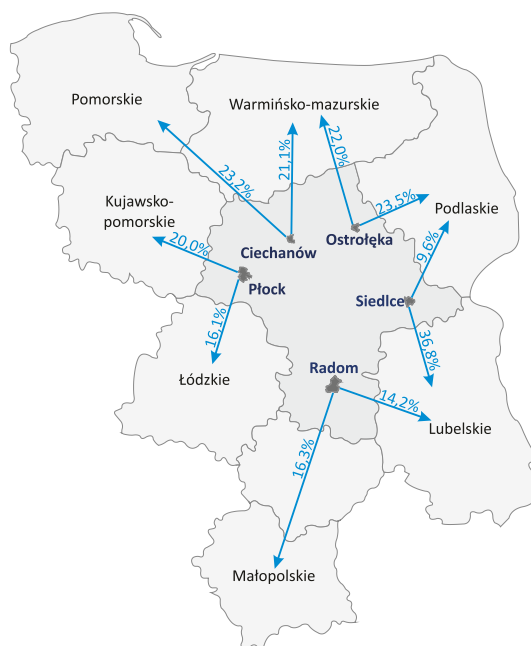 Pomorskie
Warmińsko-mazurskie
22,0%
21,1%
23,2%
23,5%
Kujawsko-
pomorskie
Podlaskie
20,0%
Ciechanów
Ostrołęka
9,6%
Płock
Siedlce
16,1%
36,8%
Radom
Łódzkie
14,2%
Lubelskie
16,3%
Małopolskie